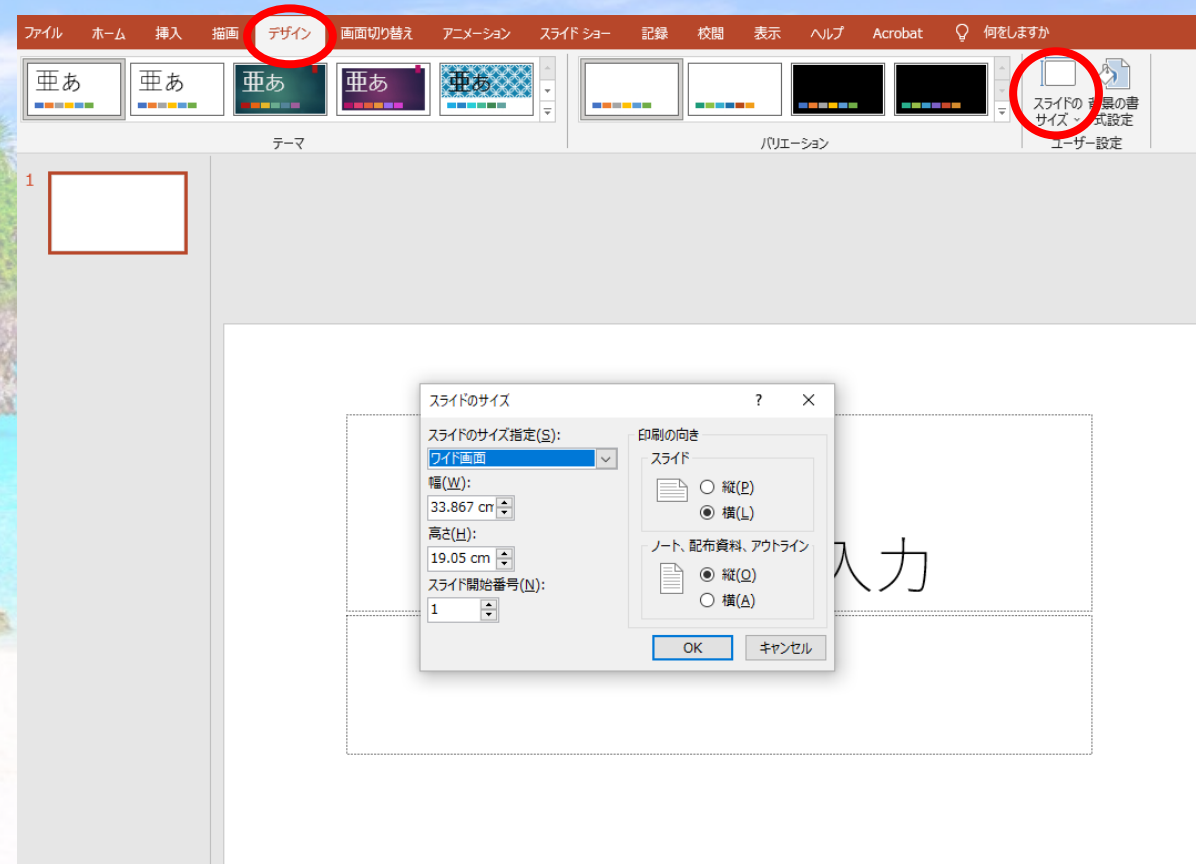 ファイル ホーム 挿入 描画 デザイン 画面切り替え アニメーション スライド ショー 記録 校閲 表示 ヘルプ Acrobat 何をしますか
亜あ 亜あ 亜あ 亜あ 亜あ
スライドの
サイズ
背景の書
式設定
テーマ バリエーション ユーザー設定
1
スライドのサイズ ?
スライドのサイズ指定(S):
ワイド画面
幅(W):
33.867 cm
高さ(H):
19.05 cm
スライド開始番号(N):
1
印刷の向き
スライド
縦(P)
横(L)
ノート、配布資料、アウトライン
縦(O)
横(A)
OK キャンセル
入力